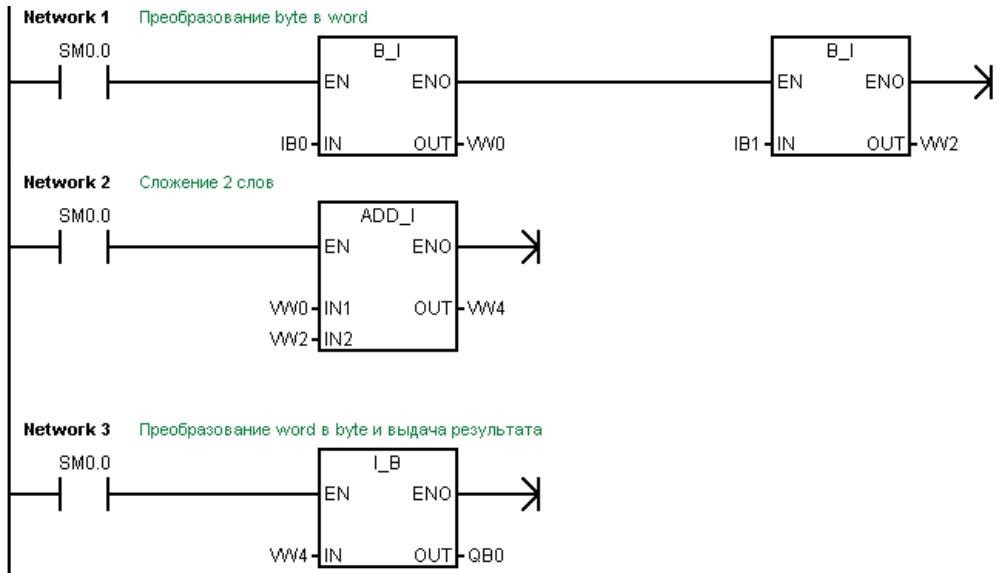 Network 1 Преобразование byte в word
SM0.0
B_I B_I
EN ENO EN ENO
IB0 IN OUT VW0 IB1 IN OUT VW2
Network 2 Сложение 2 слов
SM0.0
ADD_I
EN ENO
VW0 IN1 OUT VW4
VW2 IN2
Network 3 Преобразование word в byte и выдача результата
SM0.0
I_B
EN ENO
VW4 IN OUT QB0